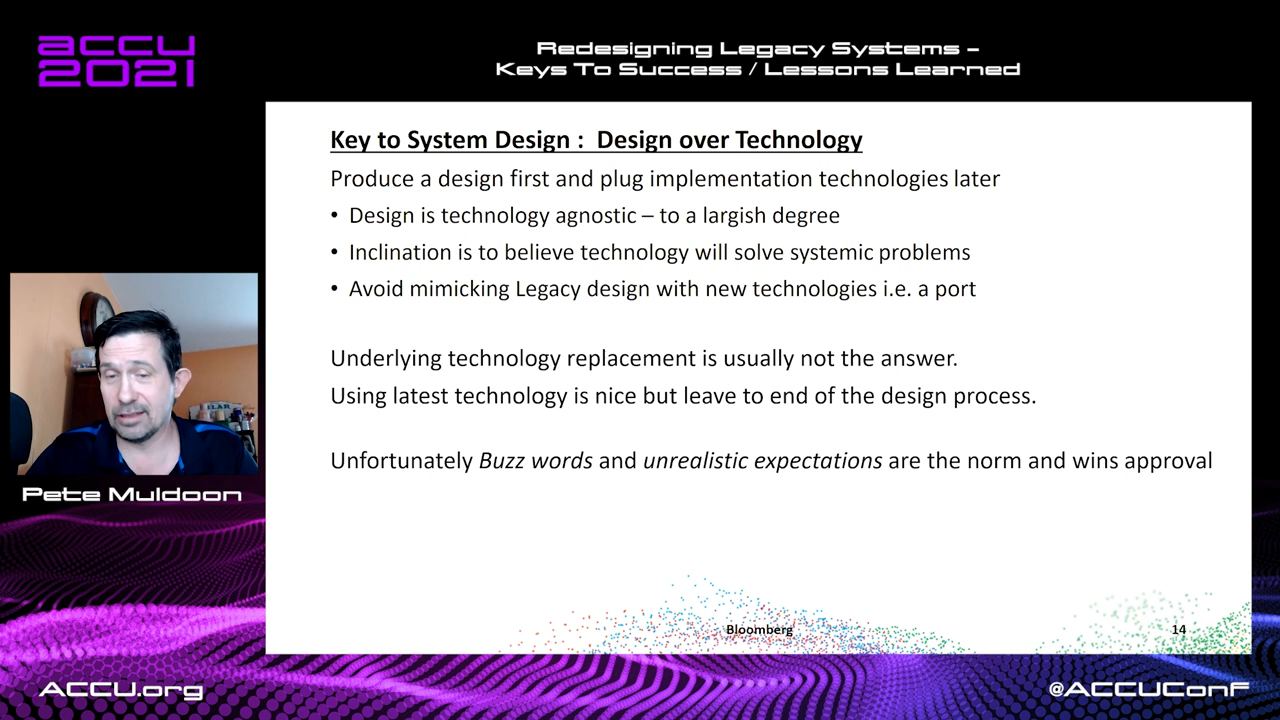 accu
2021
Redesigning Legacy Systems –
Keys To Success / Lessons Learned
Key to System Design :  Design over Technology
Produce a design first and plug implementation technologies later
• Design is technology agnostic – to a largish degree
• Inclination is to believe technology will solve systemic problems
• Avoid mimicking Legacy design with new technologies i.e. a port
Underlying technology replacement is usually not the answer.
Using latest technology is nice but leave to end of the design process.
Unfortunately Buzz words and unrealistic expectations are the norm and wins approval
Pete Muldoon
Bloomberg
14
ACCU.org
@ACCUConf